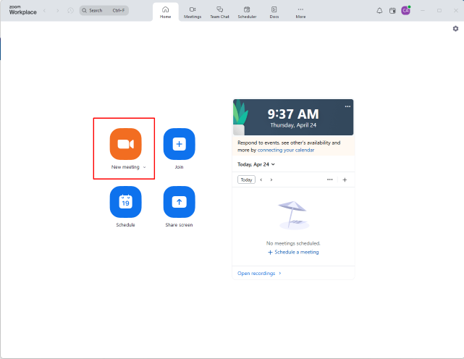 zoom
Workplace
Search Ctrl+F
Home
Meetings
Team Chat
Scheduler
Docs
More
New meeting
Join
Schedule
19
Share screen
9:37 AM
Thursday, April 24
Respond to events, see other's availability and
more by connecting your calendar
Today, Apr 24
Today
No meetings scheduled
+ Schedule a meeting
Open recordings